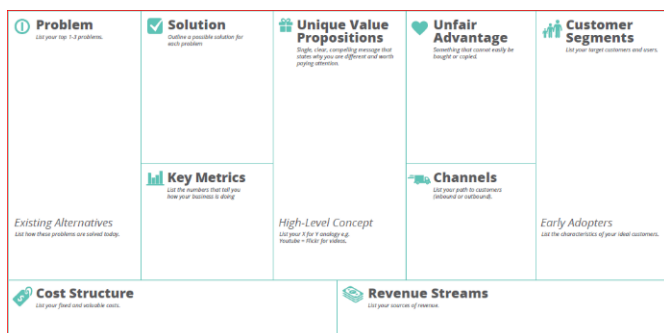 Problem
List your top 1-3 problems.
Existing Alternatives
List how these problems are solved today.
Solution
Outline a possible solution for
each problem
Key Metrics
List the numbers that tell you
how your business is doing
Unique Value
Propositions
Single, clear, compelling message that
states why you are different and worth
paying attention.
High-Level Concept
List your X for Y analogy e.g.
Youtube = Flickr for videos.
Unfair
Advantage
Something that cannot easily be
bought or copied.
Channels
List your path to customers
(inbound or outbound).
Customer
Segments
List your target customers and users.
Early Adopters
List the characteristics of your ideal customers.
Cost Structure
List your fixed and valuable costs.
Revenue Streams
List your sources of revenue.